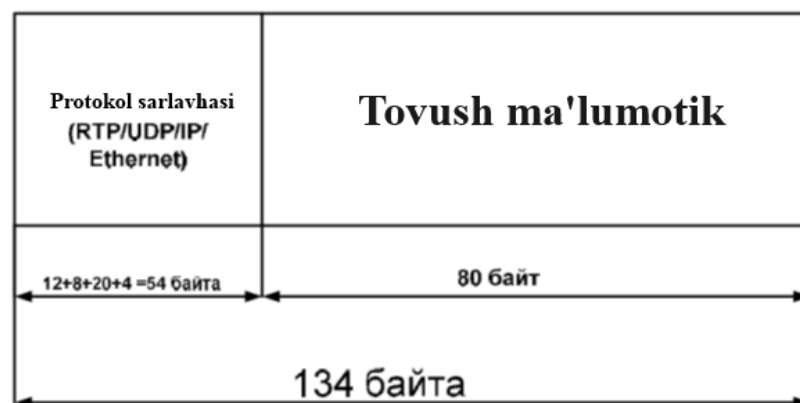 Protokol sarlavhasi
(RTP/UDP/IP/
Ethernet)
Tovush ma'lumotik
12+8+20+4 =54 байта
80 байт
134 байта